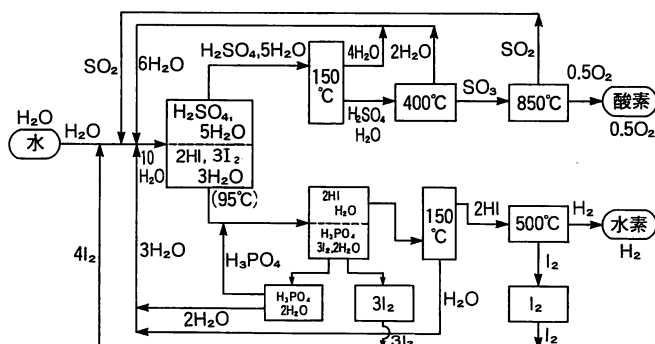 SO₂
6H₂O
H₂SO₄,5H₂O
4H₂O
2H₂O
SO₂
150
℃
H₂SO₄
H₂O
400℃
SO₃
850℃
0.5O₂
酸素
0.5O₂
H₂O
水
H₂O
10
H₂O
H₂SO₄,
5H₂O
2HI, 3I₂
3H₂O
(95℃)
4I₂
3H₂O
H₃PO₄
2HI
H₂O
H₃PO₄
3I₂,2H₂O
150
℃
2HI
500℃
H₂
水素
H₂
I₂
I₂
I₂
H₃PO₄
2H₂O
3I₂
H₂O
2H₂O
3I₂